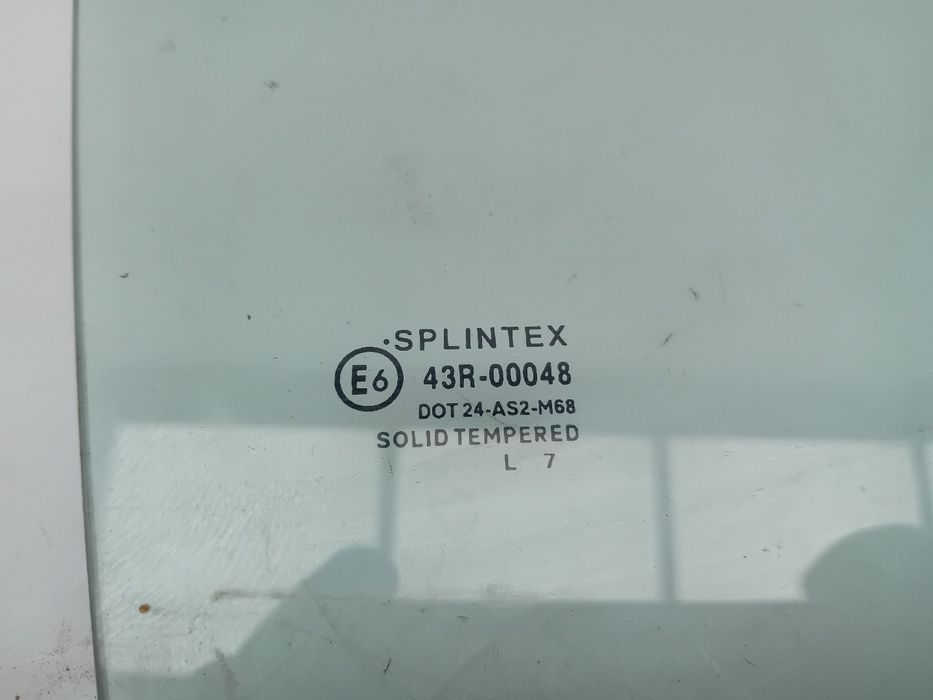 ·SPLINTEX
E6 43R-00048
DOT 24-AS2-M68
SOLID TEMPERED
L 7